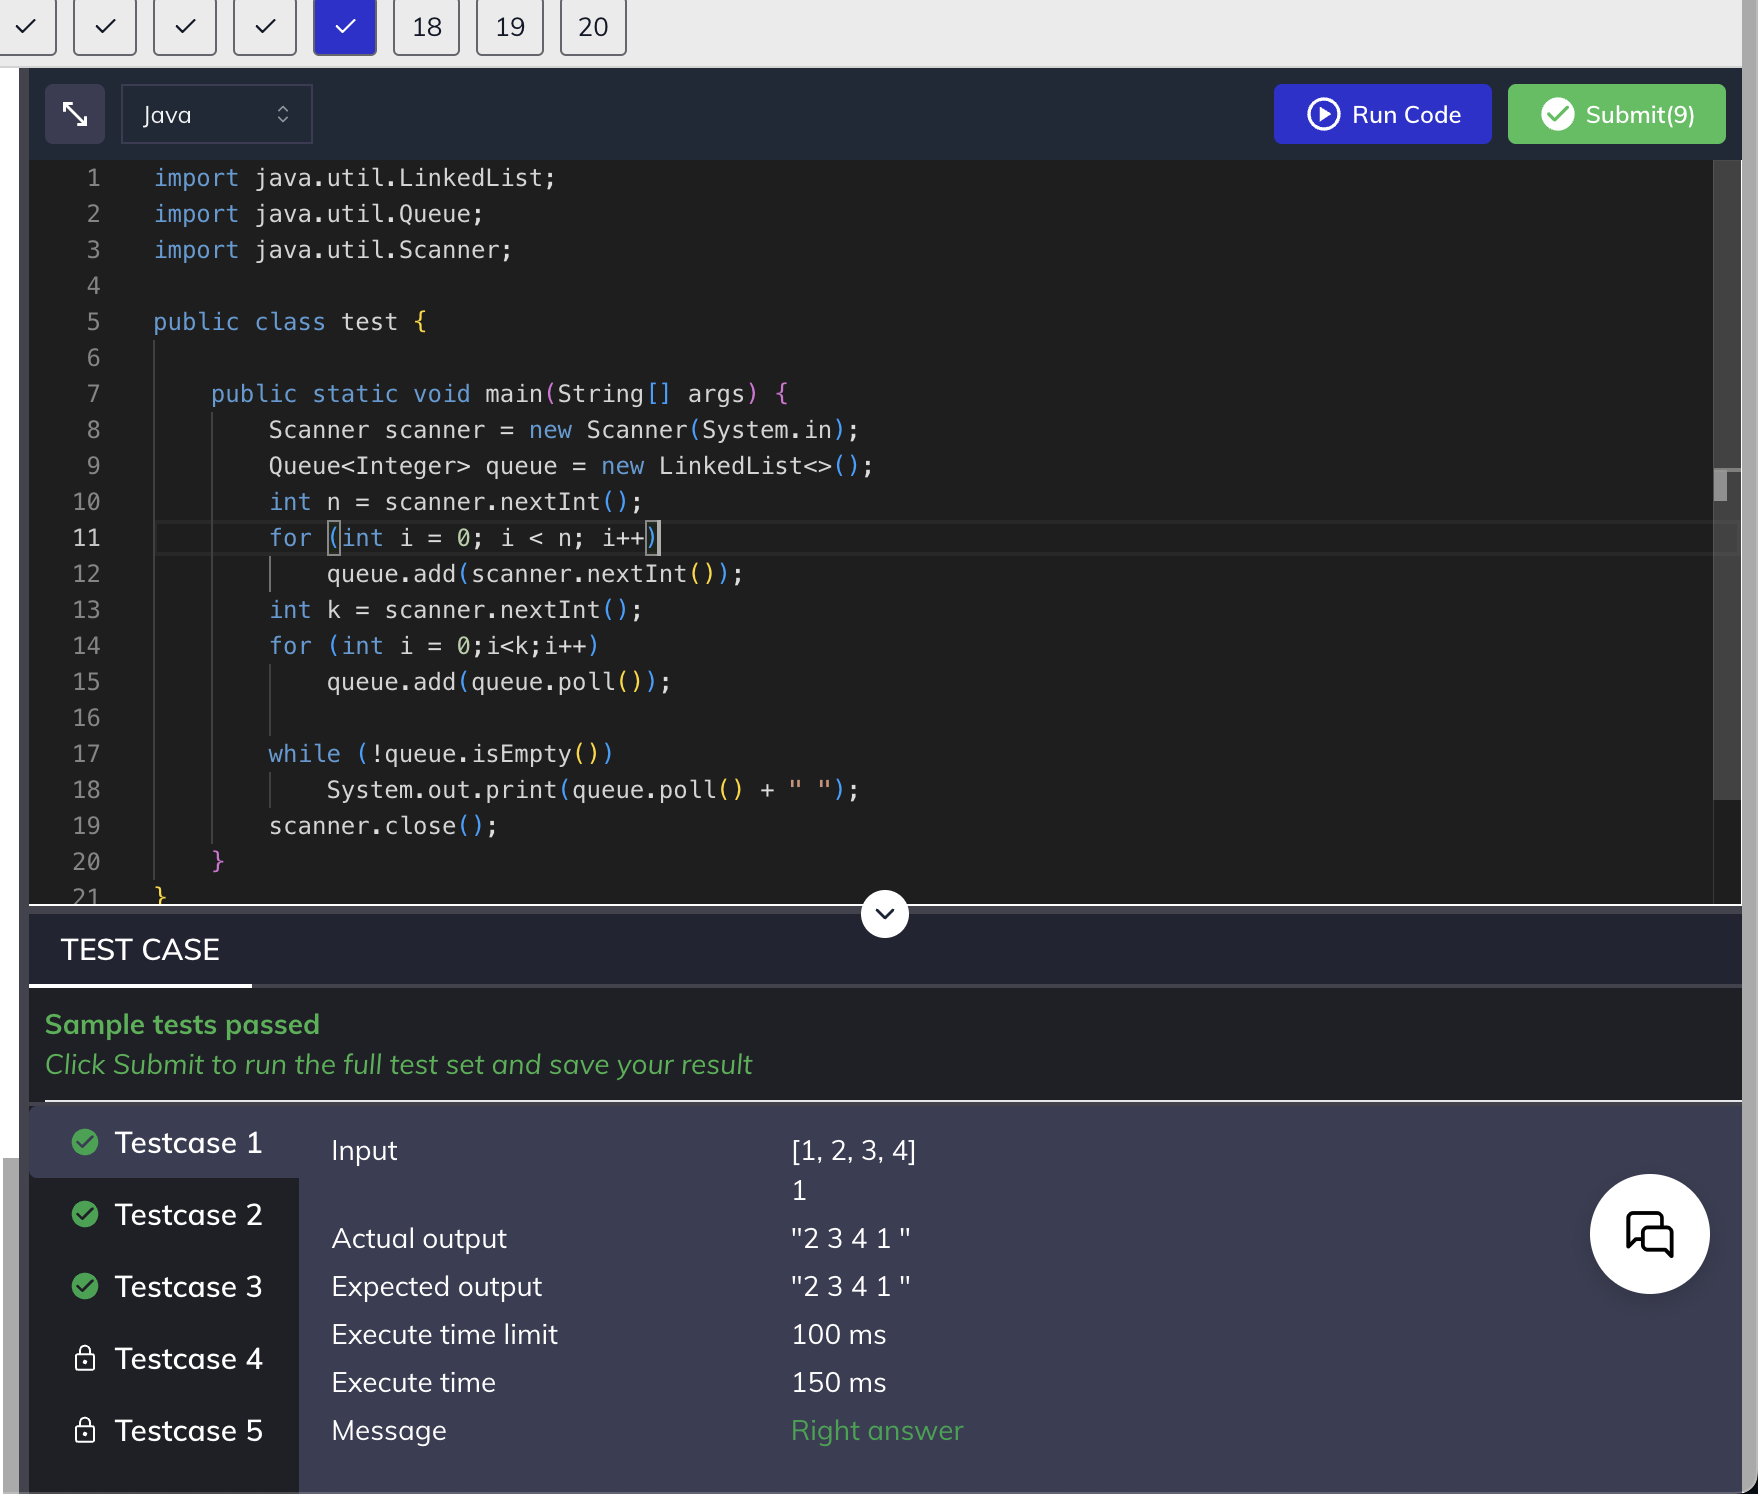 18 19 20
Java
Run Code
Submit(9)
1 import java.util.LinkedList;
2 import java.util.Queue;
3 import java.util.Scanner;
4
5 public class test {
6
7 public static void main(String[] args) {
8 Scanner scanner = new Scanner(System.in);
9 Queue<Integer> queue = new LinkedList<>();
10 int n = scanner.nextInt();
11 for (int i = 0; i < n; i++)
12 queue.add(scanner.nextInt());
13 int k = scanner.nextInt();
14 for (int i = 0;i<k;i++)
15 queue.add(queue.poll());
16
17 while (!queue.isEmpty())
18 System.out.print(queue.poll() + " ");
19 scanner.close();
20 }
21 }
TEST CASE
Sample tests passed
Click Submit to run the full test set and save your result
Testcase 1
Testcase 2
Testcase 3
Testcase 4
Testcase 5
Input [1, 2, 3, 4]
1
Actual output "2 3 4 1 "
Expected output "2 3 4 1 "
Execute time limit 100 ms
Execute time 150 ms
Message Right answer